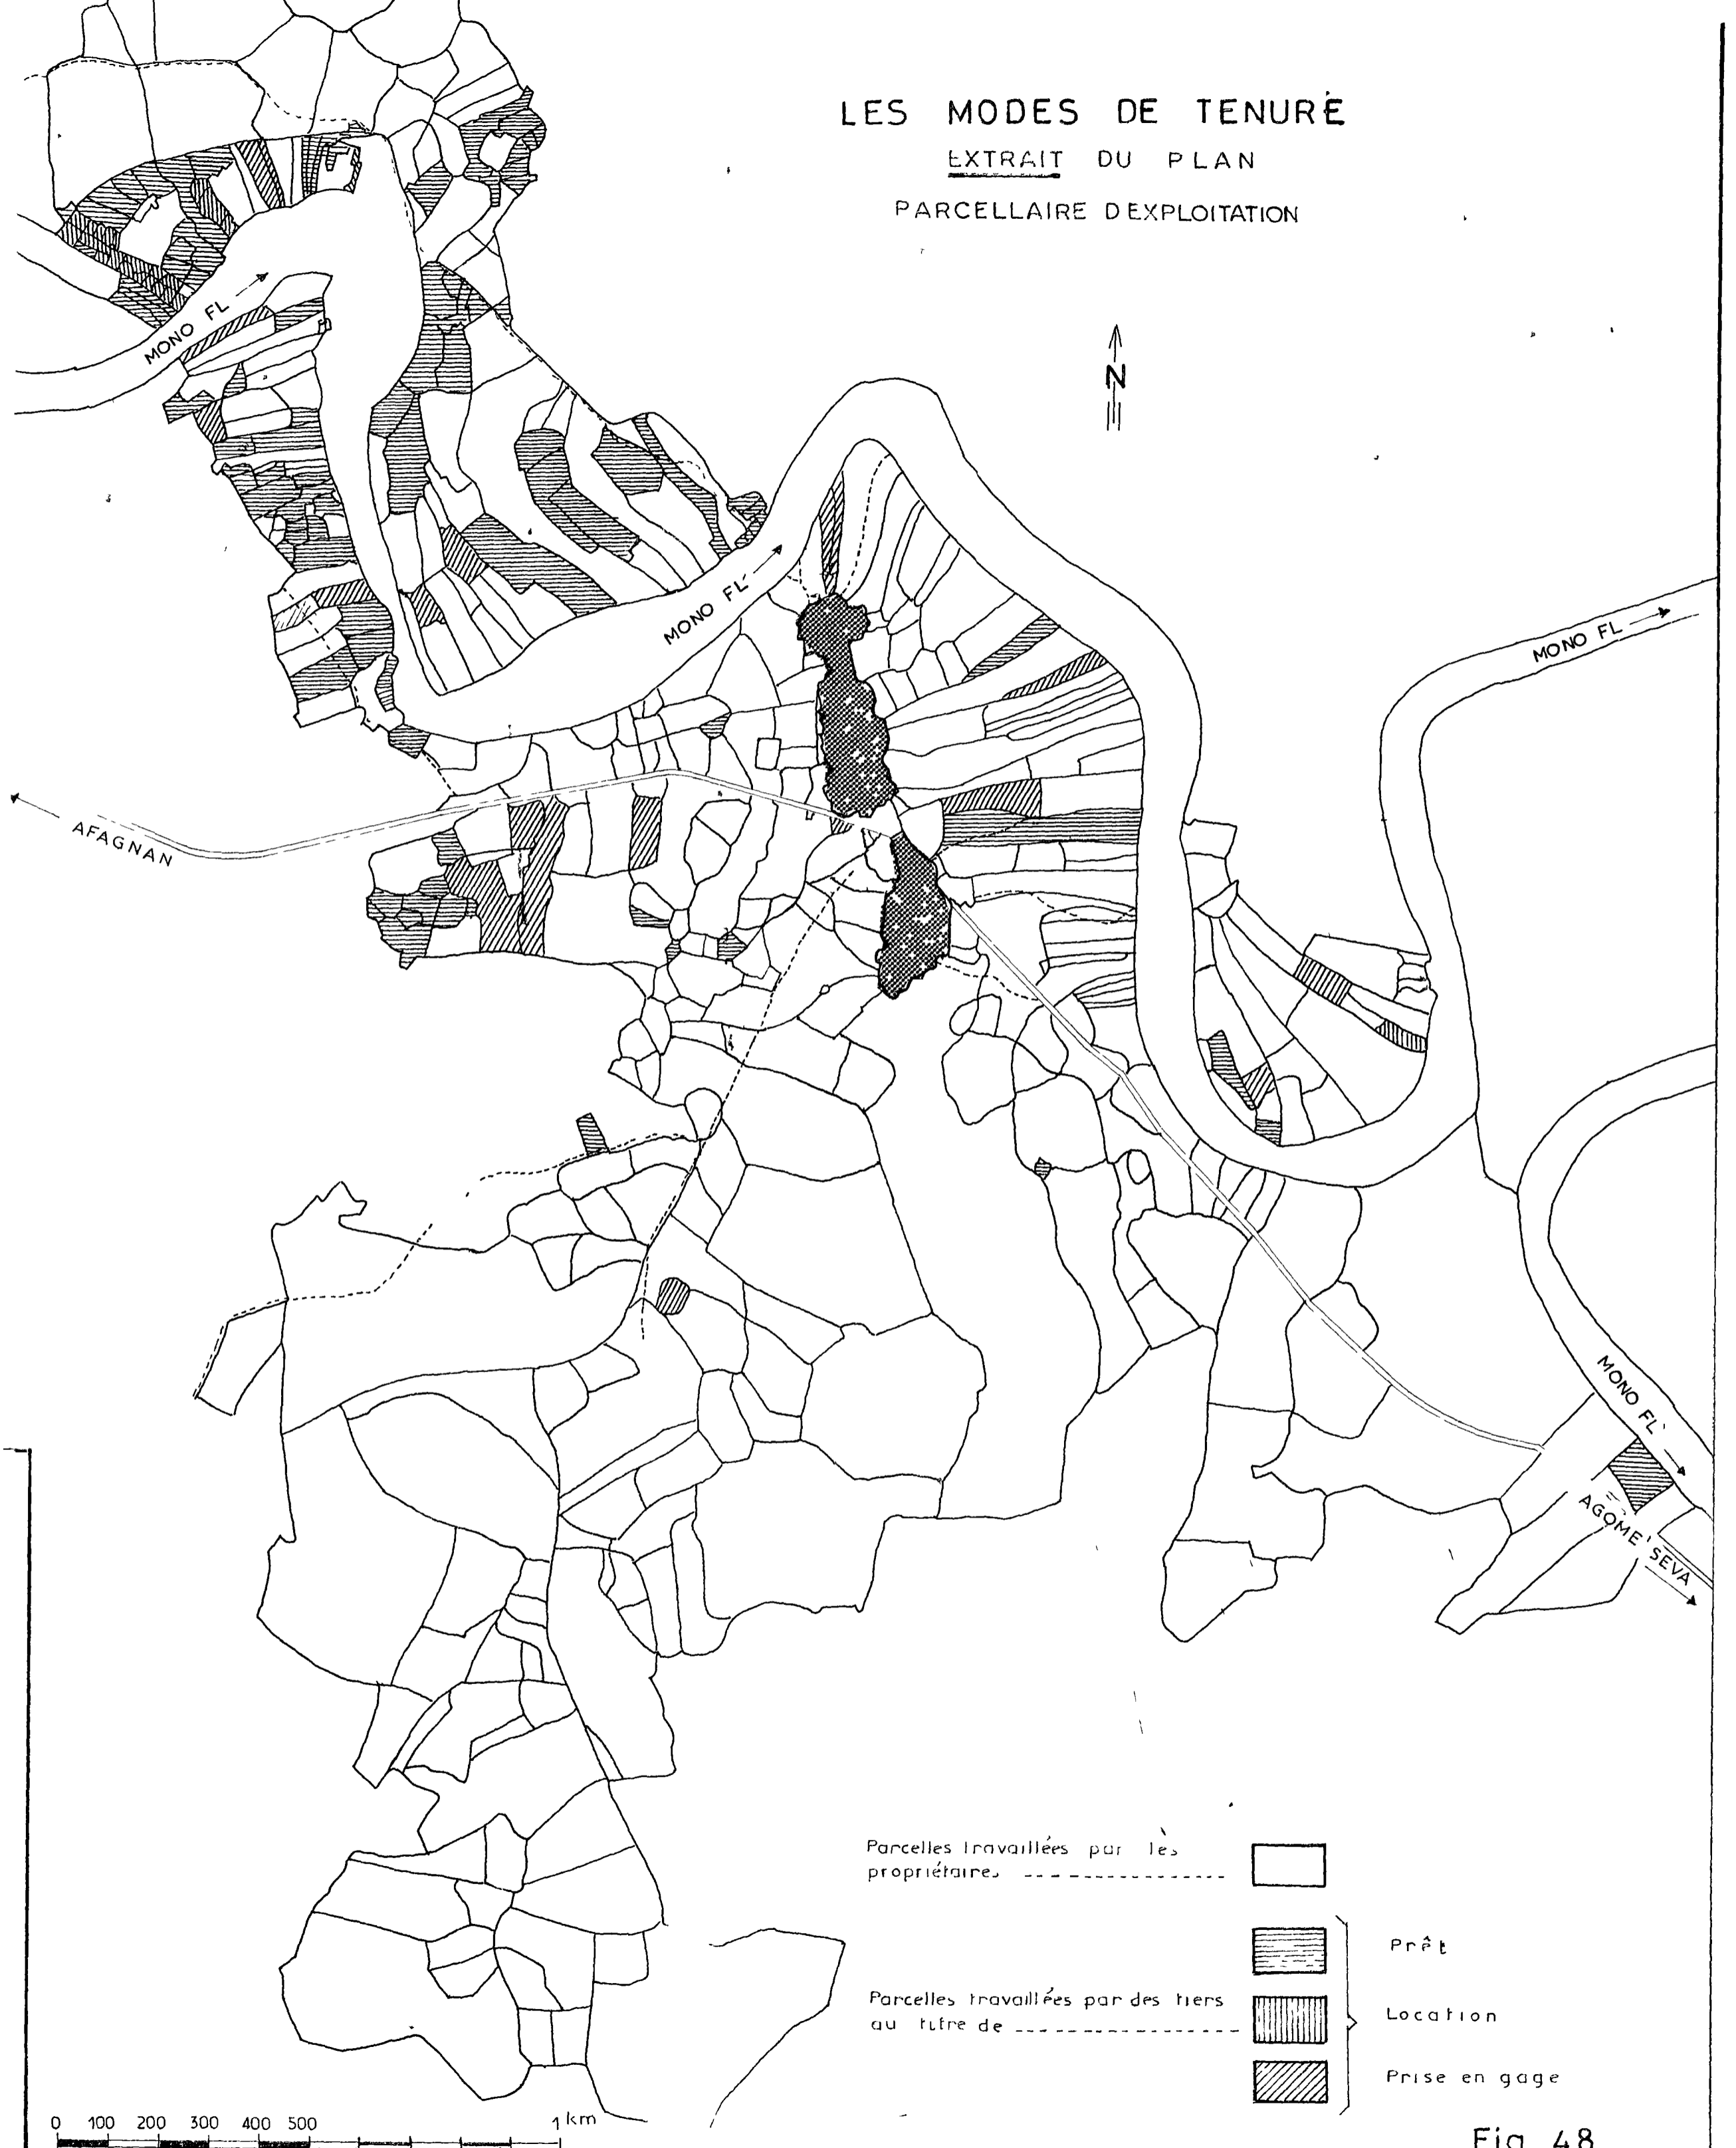 LES MODES DE TENURE
EXTRAIT DU PLAN
PARCELLAIRE D EXPLOITATION
MONO FL
N
MONO FL
MONO FL
AFAGNAN
MONO FL
AGOME SEVA
Parcelles travaillées par lès
propriétaires
Prêt
Parcelles travaillées par des tiers
au titre de
Location
Prise en gage
0 100 200 300 400 500 1 km
Fig 48